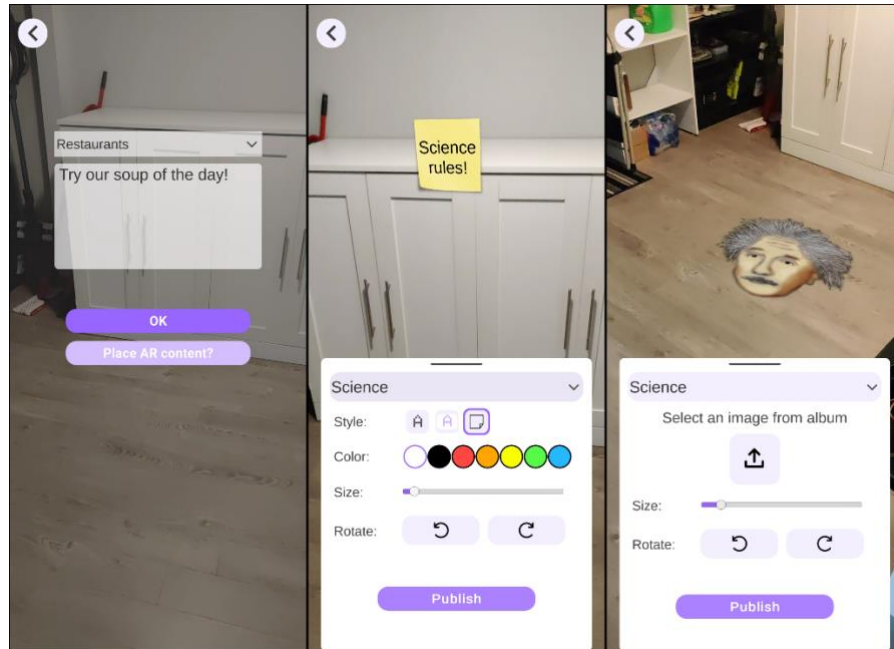 Restaurants
Try our soup of the day!
OK
Place AR content?
Science
rules!
Science
Style:
A A
Color:
Size:
Rotate:
Publish
Science
Select an image from album
Size:
Rotate:
Publish